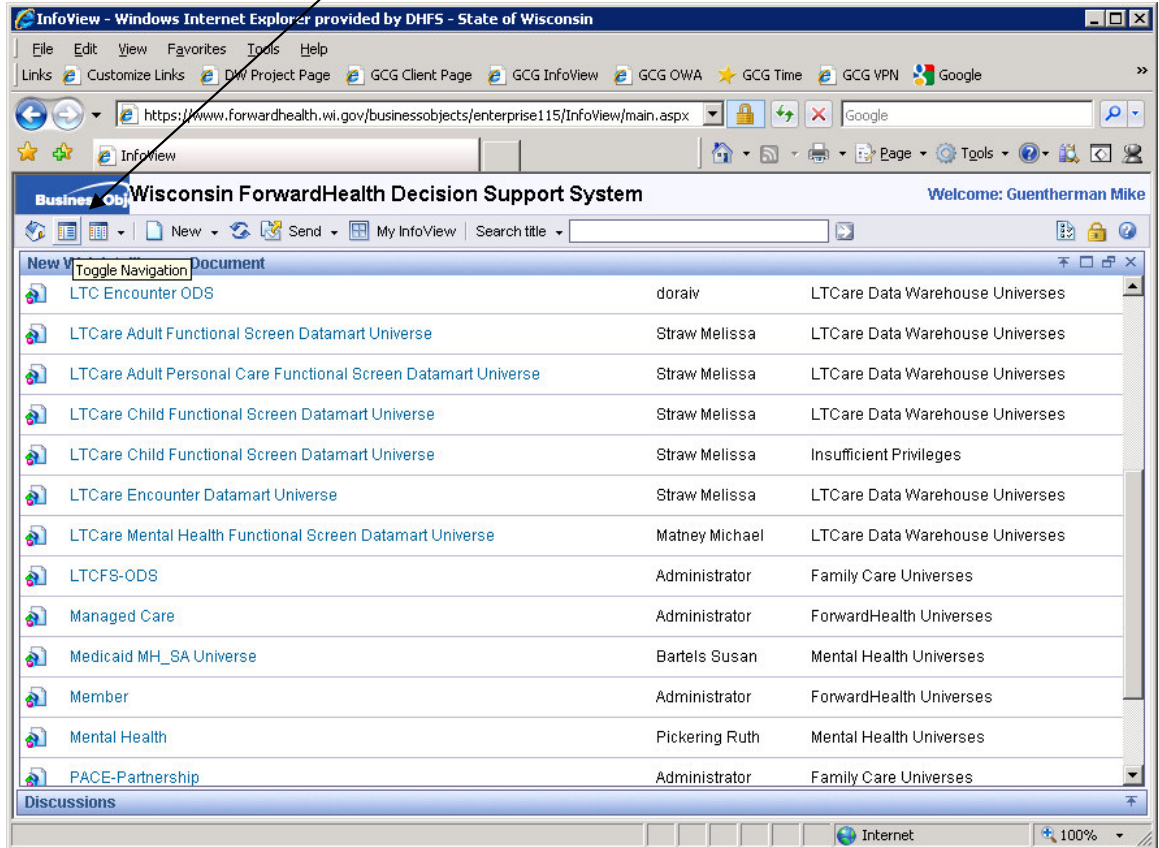 InfoView - Windows Internet Explorer provided by DHFS - State of Wisconsin
File Edit View Favorites Tools Help
Links Customize Links DW Project Page GCG Client Page GCG InfoView GCG OWA GCG Time GCG VPN Google »
https://www.forwardhealth.wi.gov/businessobjects/enterprise115/InfoView/main.aspx Google
InfoView Page Tools
Business Obj Wisconsin ForwardHealth Decision Support System Welcome: Guentherman Mike
New Send My InfoView Search title
New W Document
Toggle Navigation
LTC Encounter ODS doraiv LTCare Data Warehouse Universes
LTCare Adult Functional Screen Datamart Universe Straw Melissa LTCare Data Warehouse Universes
LTCare Adult Personal Care Functional Screen Datamart Universe Straw Melissa LTCare Data Warehouse Universes
LTCare Child Functional Screen Datamart Universe Straw Melissa LTCare Data Warehouse Universes
LTCare Child Functional Screen Datamart Universe Straw Melissa Insufficient Privileges
LTCare Encounter Datamart Universe Straw Melissa LTCare Data Warehouse Universes
LTCare Mental Health Functional Screen Datamart Universe Matney Michael LTCare Data Warehouse Universes
LTCFS-ODS Administrator Family Care Universes
Managed Care Administrator ForwardHealth Universes
Medicaid MH_SA Universe Bartels Susan Mental Health Universes
Member Administrator ForwardHealth Universes
Mental Health Pickering Ruth Mental Health Universes
PACE-Partnership Administrator Family Care Universes
Discussions
Internet 100%